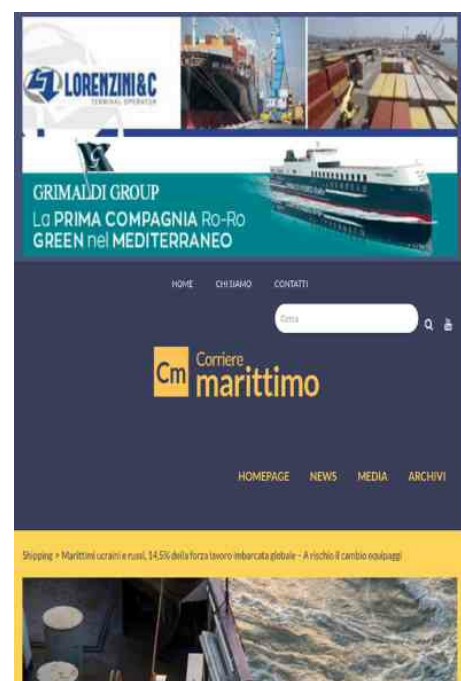 LORENZINI&C
TERMINAL OPERATOR
GRIMALDI GROUP
La PRIMA COMPAGNIA Ro-Ro
GREEN nel MEDITERRANEO
HOME CHI SIAMO CONTATTI
Cerca
Cm Corriere
marittimo
HOMEPAGE NEWS MEDIA ARCHIVI
Shipping > Marittimi ucraini e russi, 14,5% della forza lavoro imbarcata globale – A rischio il cambio equipaggi